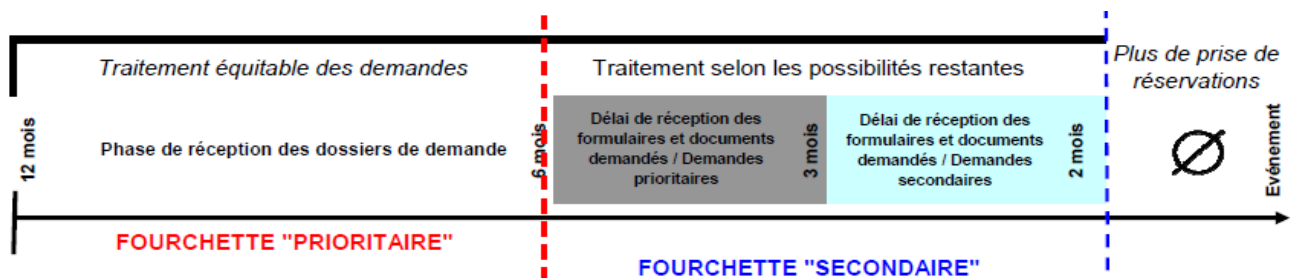 Traitement équitable des demandes
Traitement selon les possibilités restantes
Plus de prise de
réservations
12 mois
Phase de réception des dossiers de demande
6 mois
Délai de réception des
formulaires et documents
demandés / Demandes
prioritaires
3 mois
Délai de réception des
formulaires et documents
demandés / Demandes
secondaires
2 mois
Evénement
FOURCHETTE "PRIORITAIRE"
FOURCHETTE "SECONDAIRE"